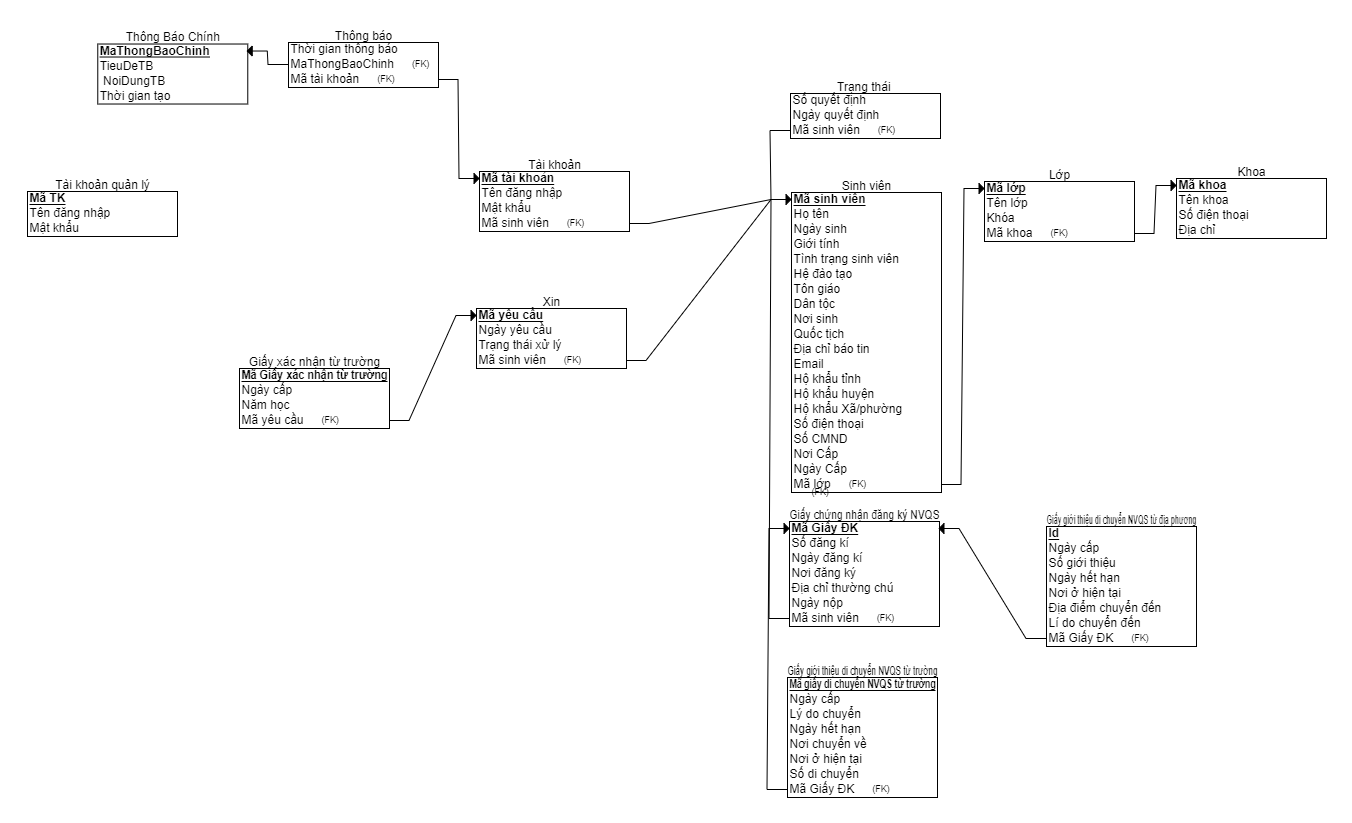 Thông Báo Chính
MaThongBaoChinh
TieuDeTB
NoiDungTB
Thời gian tạo
Thông báo
Thời gian thông báo
MaThongBaoChinh (FK)
Mã tài khoản (FK)
Tài khoản quản lý
Mã TK
Tên đăng nhập
Mật khẩu
Tài khoản
Mã tài khoản
Tên đăng nhập
Mật khẩu
Mã sinh viên (FK)
Trạng thái
Số quyết định
Ngày quyết định
Mã sinh viên (FK)
Sinh viên
Mã sinh viên
Họ tên
Ngày sinh
Giới tính
Tình trạng sinh viên
Hệ đào tạo
Tôn giáo
Dân tộc
Nơi sinh
Quốc tịch
Địa chỉ báo tin
Email
Hộ khẩu tỉnh
Hộ khẩu huyện
Hộ khẩu Xã/phường
Số điện thoại
Số CMND
Nơi Cấp
Ngày Cấp
Mã lớp (FK)
(FK)
Lớp
Mã lớp
Tên lớp
Khóa
Mã khoa (FK)
Khoa
Mã khoa
Tên khoa
Số điện thoại
Địa chỉ
Xin
Mã yêu cầu
Ngày yêu cầu
Trạng thái xử lý
Mã sinh viên (FK)
Giấy xác nhận từ trường
Mã Giấy xác nhận từ trường
Ngày cấp
Năm học
Mã yêu cầu (FK)
Giấy chứng nhận đăng ký NVQS
Mã Giấy ĐK
Số đăng kí
Ngày đăng kí
Nơi đăng ký
Địa chỉ thường chú
Ngày nộp
Mã sinh viên (FK)
Giấy giới thiệu di chuyển NVQS từ địa phương
Id
Ngày cấp
Số giới thiệu
Ngày hết hạn
Nơi ở hiện tại
Địa điểm chuyển đến
Lí do chuyển đến
Mã Giấy ĐK (FK)
Giấy giới thiệu di chuyển NVQS từ trường
Mã giấy di chuyển NVQS từ trường
Ngày cấp
Lý do chuyển
Ngày hết hạn
Nơi chuyển về
Nơi ở hiện tại
Số di chuyển
Mã Giấy ĐK (FK)